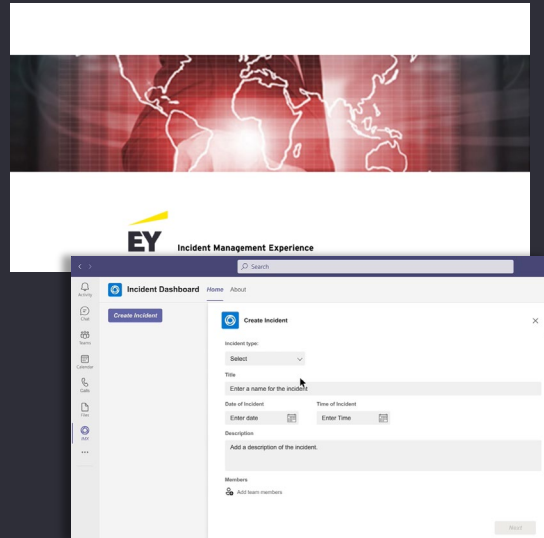 EY
Incident Management Experience
Search
Activity
Chat
Teams
Calendar
Calls
Files
IMX
Incident Dashboard Home About
Create Incident
Create Incident
Incident type:
Select
Title
Enter a name for the incident
Date of Incident Time of Incident
Enter date Enter Time
Description
Add a description of the incident.
Members
Add team members
Next